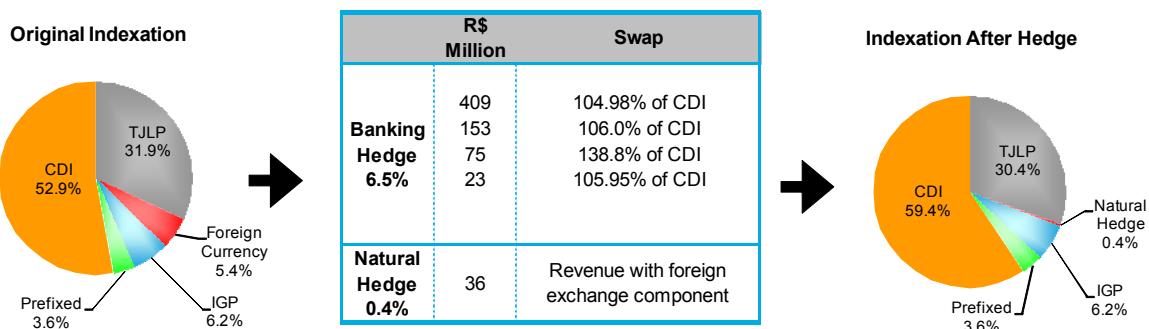 Original Indexation
CDI
52.9%
TJLP
31.9%
Foreign
Currency
5.4%
IGP
6.2%
Prefixed
3.6%
R$
Million
Swap
Banking
Hedge
6.5%
409
104.98% of CDI
153
106.0% of CDI
75
138.8% of CDI
23
105.95% of CDI
Natural
Hedge
0.4%
36
Revenue with foreign
exchange component
Indexation After Hedge
CDI
59.4%
TJLP
30.4%
Natural
Hedge
0.4%
IGP
6.2%
Prefixed
3.6%